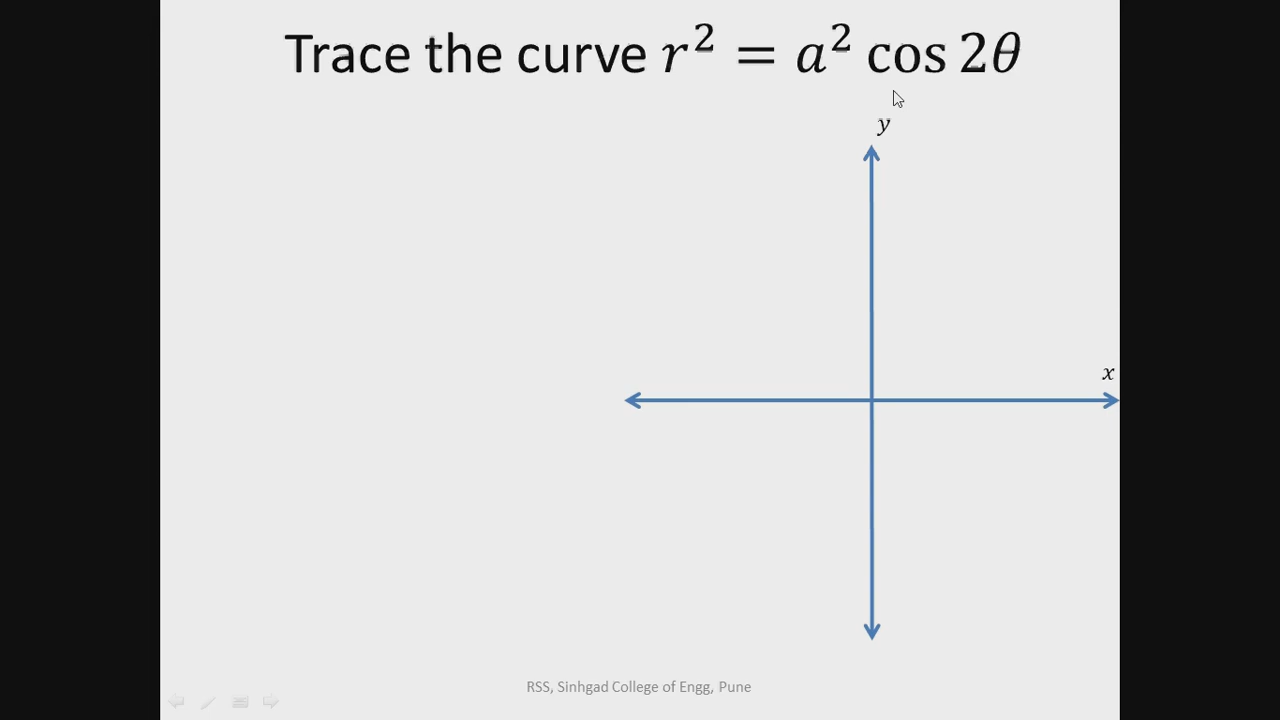 Trace the curve 𝑟² = 𝑎² cos 2𝜃
𝑦
𝑥
RSS, Sinhgad College of Engg, Pune